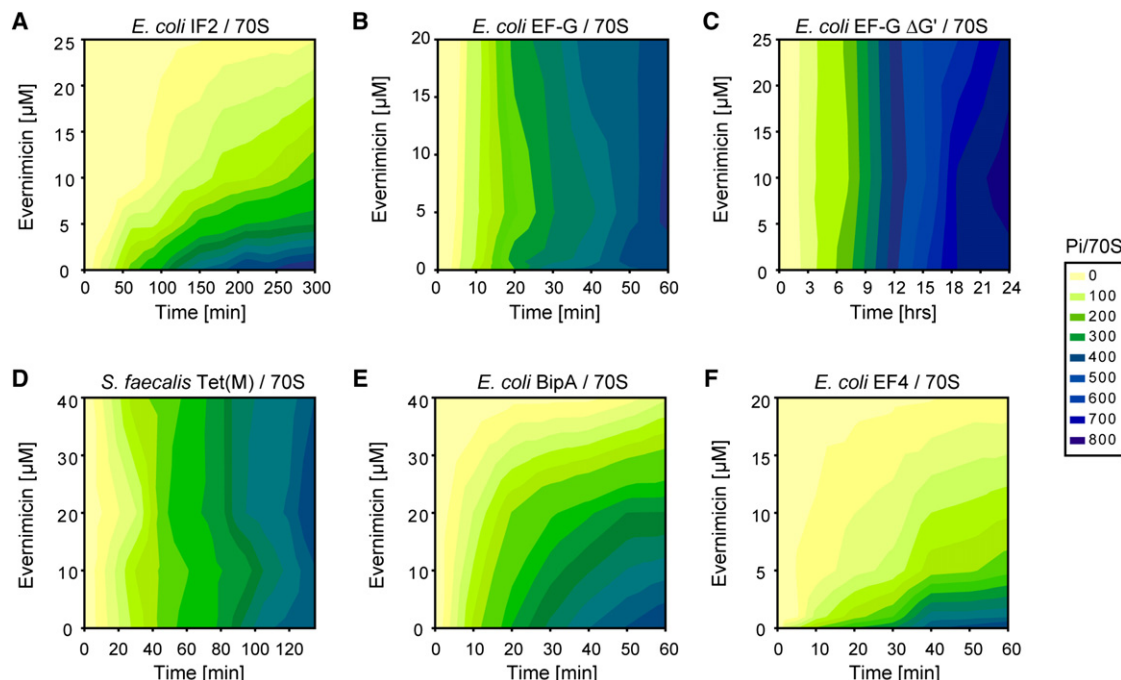 A E. coli IF2 / 70S
25
20
15
10
5
0
Evernimicin [µM]
0 50 100 150 200 250 300
Time [min]
B E. coli EF-G / 70S
20
15
10
5
0
Evernimicin [µM]
0 10 20 30 40 50 60
Time [min]
C E. coli EF-G ΔG' / 70S
25
20
15
10
5
0
Evernimicin [µM]
0 3 6 9 12 15 18 21 24
Time [hrs]
Pi/70S
0
100
200
300
400
500
600
700
800
D S. faecalis Tet(M) / 70S
40
30
20
10
0
Evernimicin [µM]
0 20 40 60 80 100 120
Time [min]
E E. coli BipA / 70S
40
30
20
10
0
Evernimicin [µM]
0 10 20 30 40 50 60
Time [min]
F E. coli EF4 / 70S
20
15
10
5
0
Evernimicin [µM]
0 10 20 30 40 50 60
Time [min]